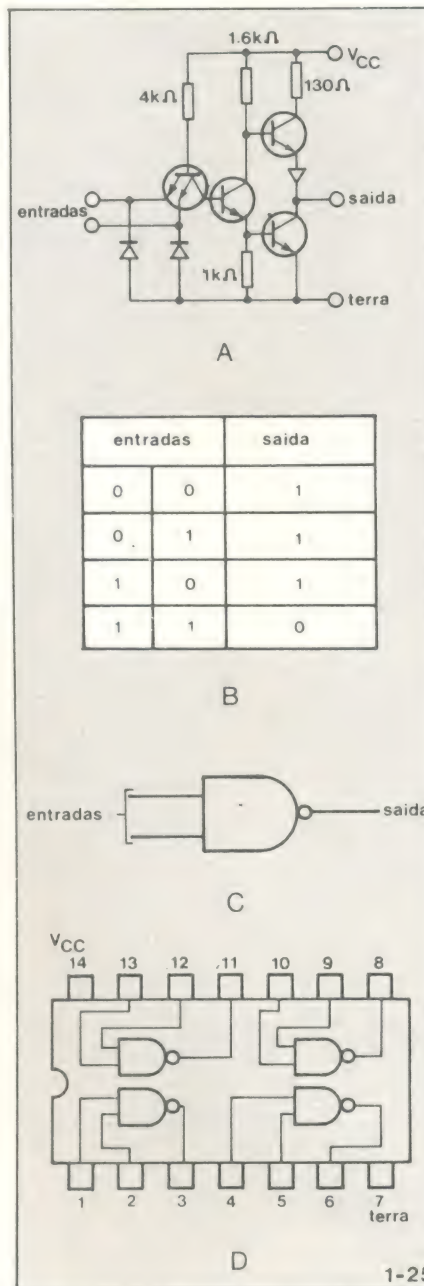 1.6kΩ
VCC
4kΩ
130Ω
entradas
saida
1kΩ
terra
A
entradas saida
0 0 1
0 1 1
1 0 1
1 1 0
B
entradas
saida
C
VCC
14 13 12 11 10 9 8
1 2 3 4 5 6 7
terra
D
1-25